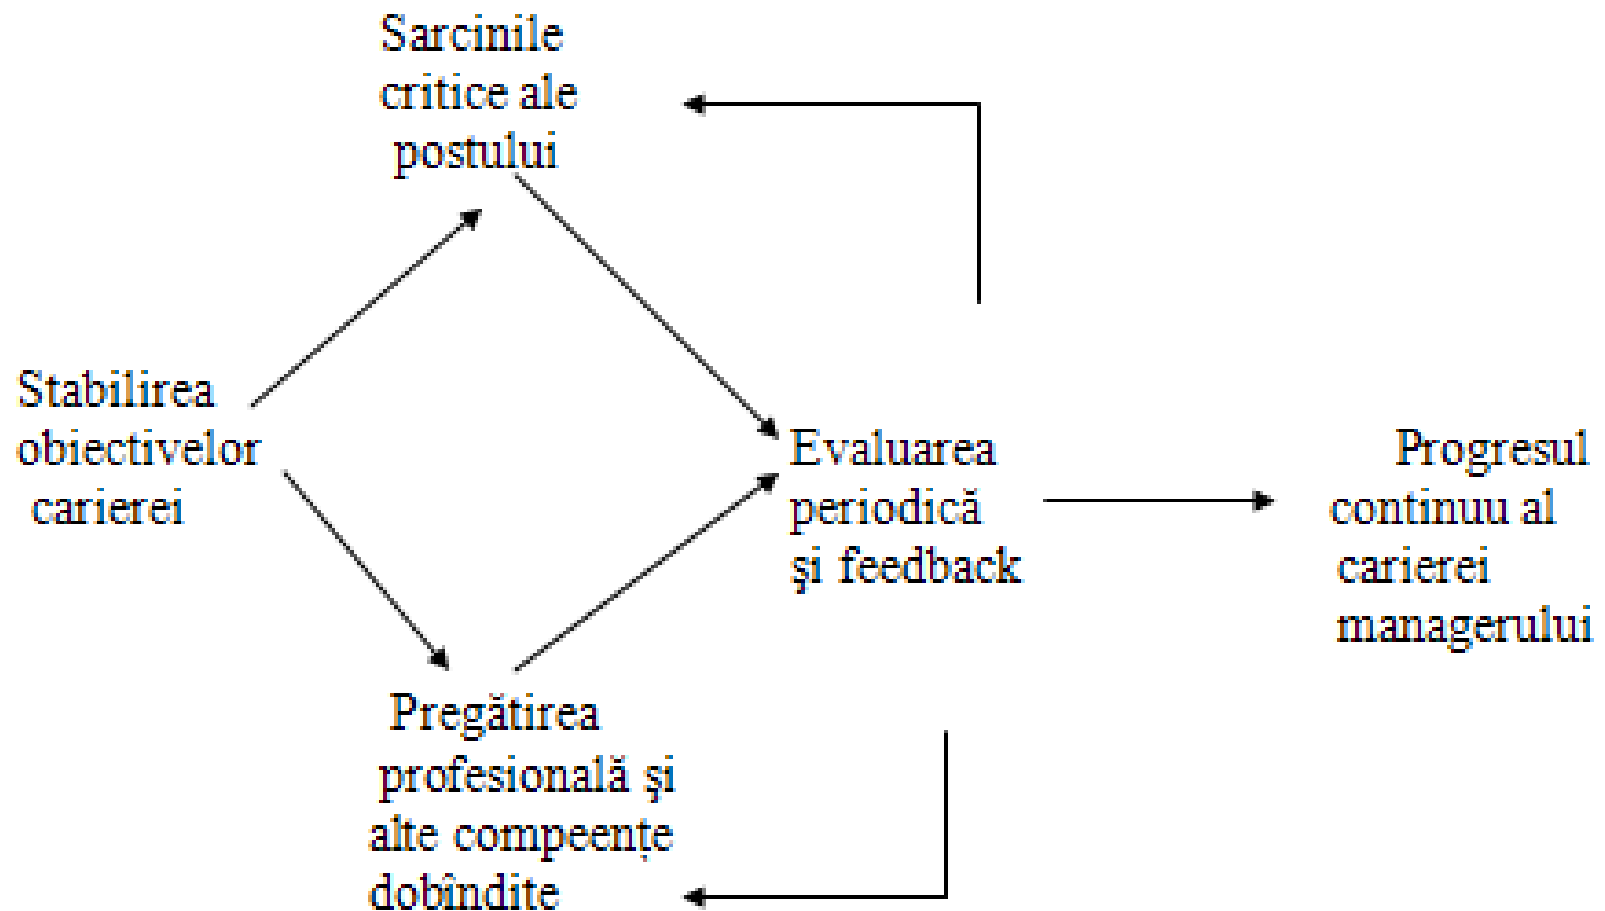 Sarcinile
critice ale
postului
Stabilirea
obiectivelor
carierei
Evaluarea
periodică
şi feedback
Progresul
continuu al
carierei
managerului
Pregătirea
profesională şi
alte compeenţe
dobîndite